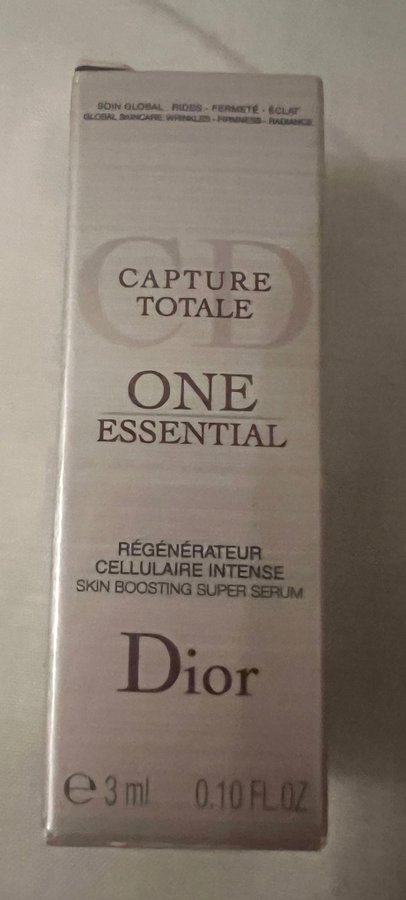 SOIN GLOBAL RIDES - FERMETÉ - ÉCLAT
GLOBAL SKINCARE: WRINKLES - FIRMNESS - RADIANCE
CD
CAPTURE
TOTALE
ONE
ESSENTIAL
RÉGÉNÉRATEUR
CELLULAIRE INTENSE
SKIN BOOSTING SUPER SERUM
Dior
℮ 3 ml 0.10 FL.OZ